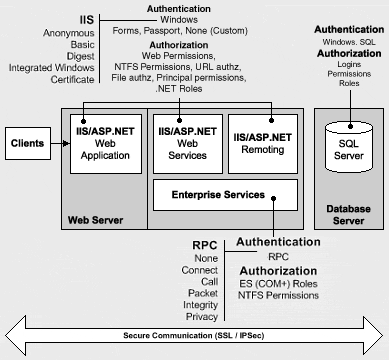 IIS
Anonymous
Basic
Digest
Integrated Windows
Certificate
Authentication
Windows
Forms, Passport, None (Custom)
Authorization
Web Permissions,
NTFS Permissions, URL authz,
File authz, Principal permissions,
.NET Roles
Authentication
Windows. SQL
Authorization
Logins
Permissions
Roles
Clients
IIS/ASP.NET
Web
Application
IIS/ASP.NET
Web
Services
IIS/ASP.NET
Remoting
SQL
Server
Enterprise Services
Web Server
Database
Server
RPC
None
Connect
Call
Packet
Integrity
Privacy
Authentication
RPC
Authorization
ES (COM+) Roles
NTFS Permissions
Secure Communication (SSL / IPSec)